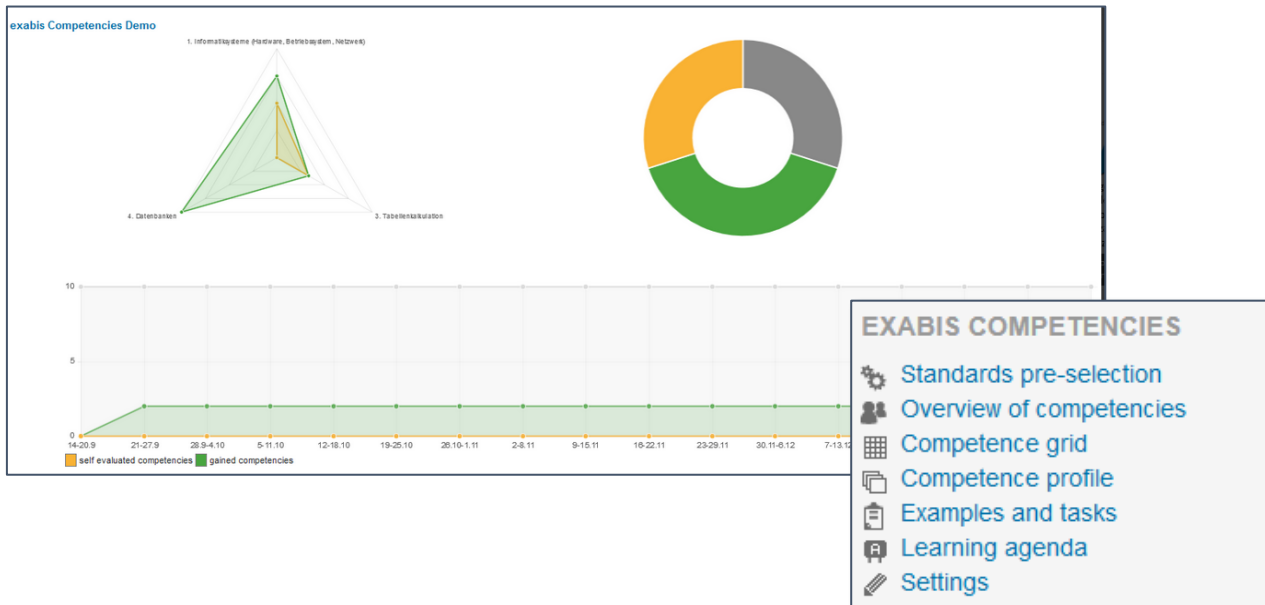 exabis Competencies Demo
1. Informatiksysteme (Hardware, Betriebssystem, Netzwerk)
4. Datenbanken
3. Tabellenkalkulation
10
5
0
14-20.9 21-27.9 28.9-4.10 5-11.10 12-18.10 19-25.10 26.10-1.11 2-8.11 9-15.11 16-22.11 23-29.11 30.11-6.12 7-13.12
self evaluated competencies gained competencies
EXABIS COMPETENCIES
Standards pre-selection
Overview of competencies
Competence grid
Competence profile
Examples and tasks
Learning agenda
Settings